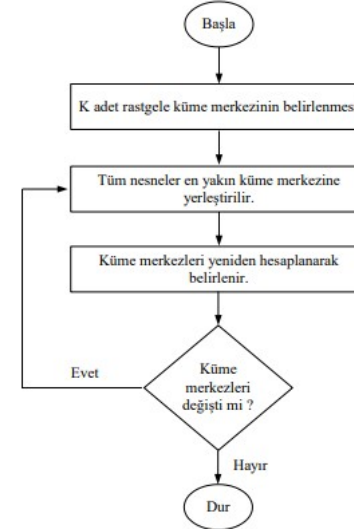 Başla
K adet rastgele küme merkezinin belirlenmesi
Tüm nesneler en yakın küme merkezine
yerleştirilir.
Küme merkezleri yeniden hesaplanarak
belirlenir.
Küme
merkezleri
değişti mi ?
Evet
Hayır
Dur